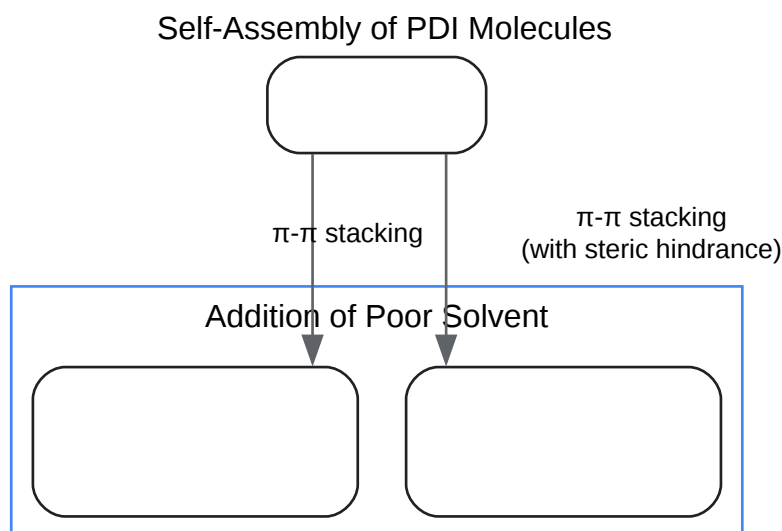 Self-Assembly of PDI Molecules
π-π stacking
π-π stacking
(with steric hindrance)
Addition of Poor Solvent